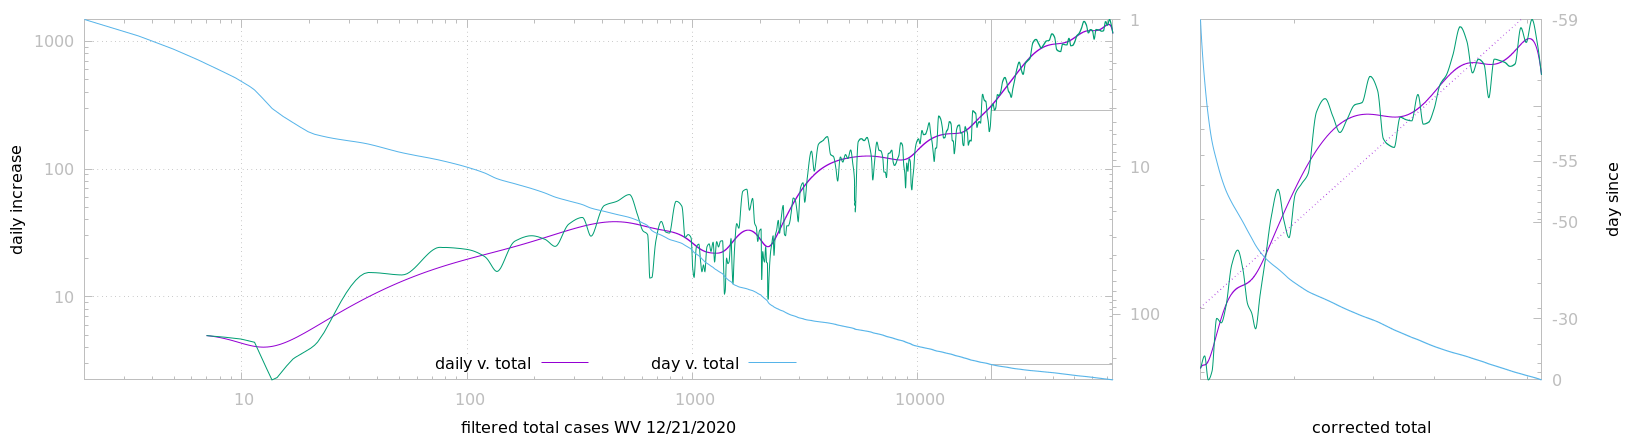 1000
100
10
daily increase
10
100
1000
10000
filtered total cases WV 12/21/2020
daily v. total
day v. total
1
10
100
-59
-55
-50
-30
0
day since
corrected total